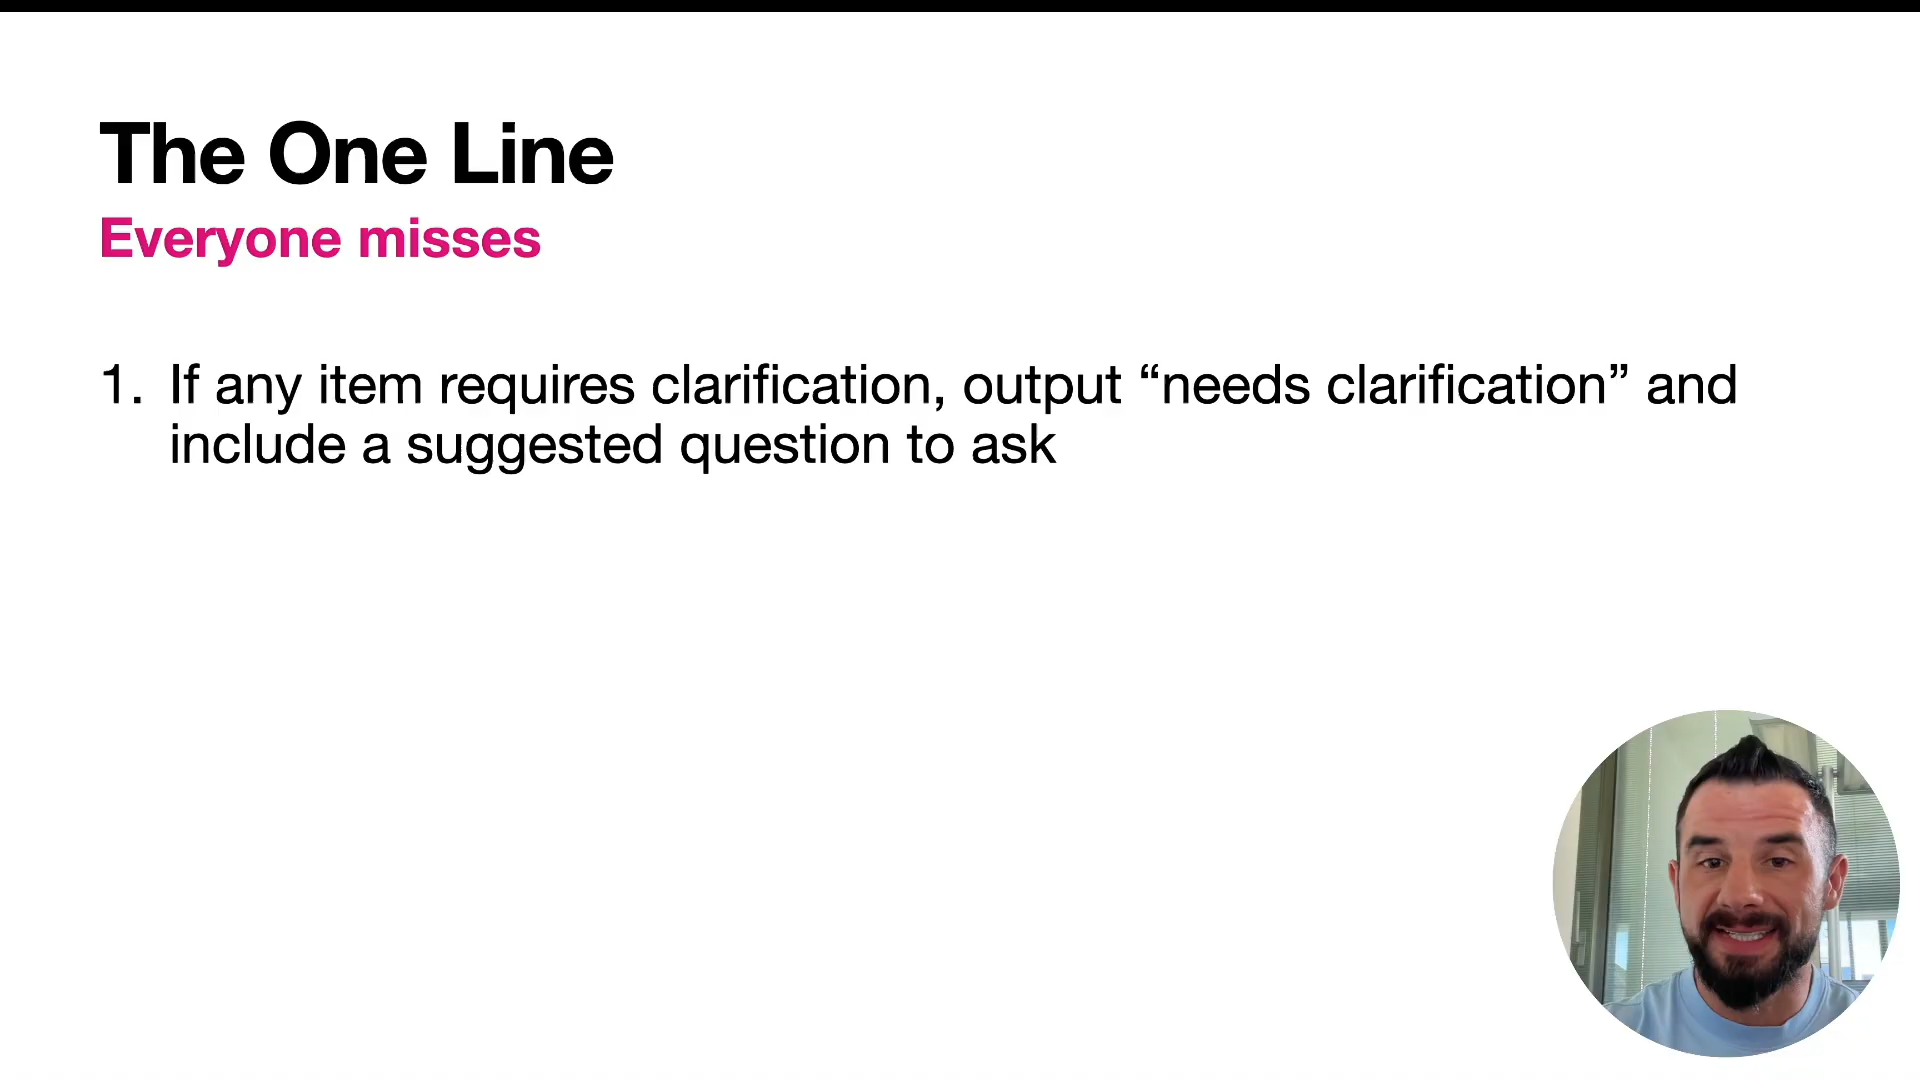 The One Line
Everyone misses
1. If any item requires clarification, output “needs clarification” and
include a suggested question to ask